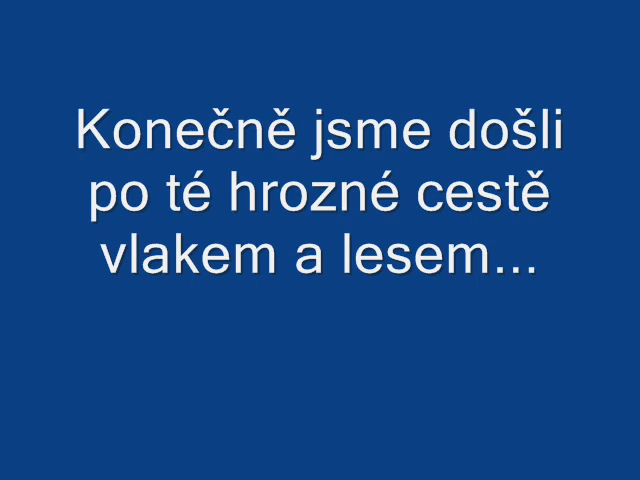 Konečně jsme došli
po té hrozné cestě
vlakem a lesem...